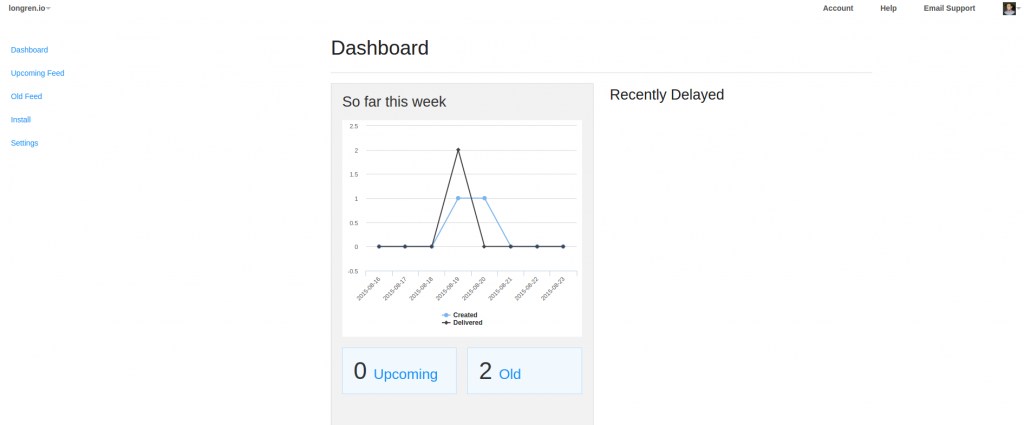 longren.io
Account Help Email Support
Dashboard
Upcoming Feed
Old Feed
Install
Settings
Dashboard
So far this week
2.5
2
1.5
1
0.5
0
-0.5
2015-08-16 2015-08-17 2015-08-18 2015-08-19 2015-08-20 2015-08-21 2015-08-22 2015-08-23
Created
Delivered
0 Upcoming
2 Old
Recently Delayed